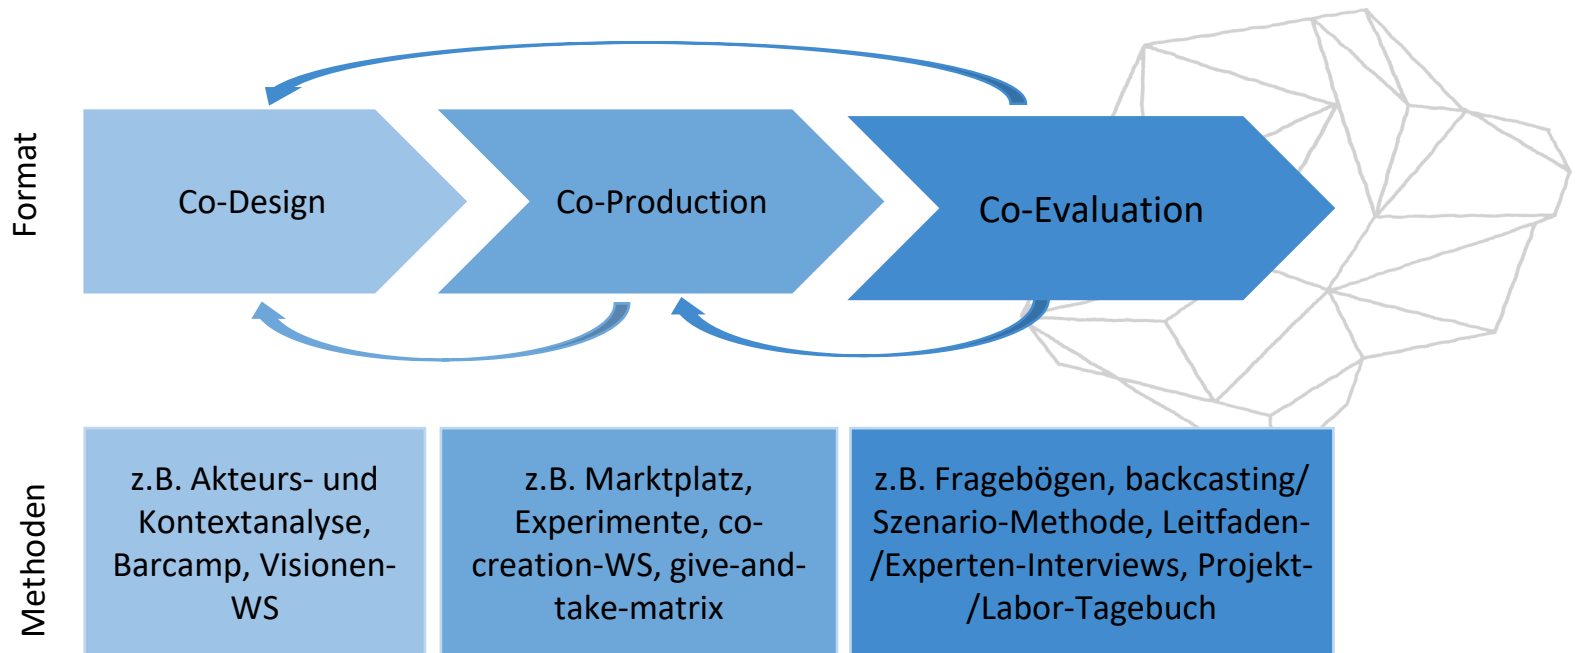 Format
Co-Design
Co-Production
Co-Evaluation
Methoden
z.B. Akteurs- und
Kontextanalyse,
Barcamp, Visionen-
WS
z.B. Marktplatz,
Experimente, co-
creation-WS, give-and-
take-matrix
z.B. Fragebögen, backcasting/
Szenario-Methode, Leitfaden-
/Experten-Interviews, Projekt-
/Labor-Tagebuch